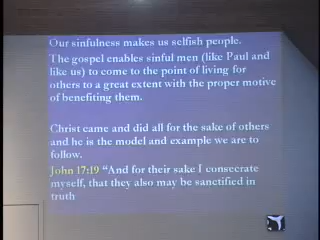 Our sinfulness makes us selfish people.
The gospel enables sinful men (like Paul and
like us) to come to the point of living for
others to a great extent with the proper motive
of benefiting them.
Christ came and did all for the sake of others
and he is the model and example we are to
follow.
John 17:19 “And for their sake I consecrate
myself, that they also may be sanctified in
truth